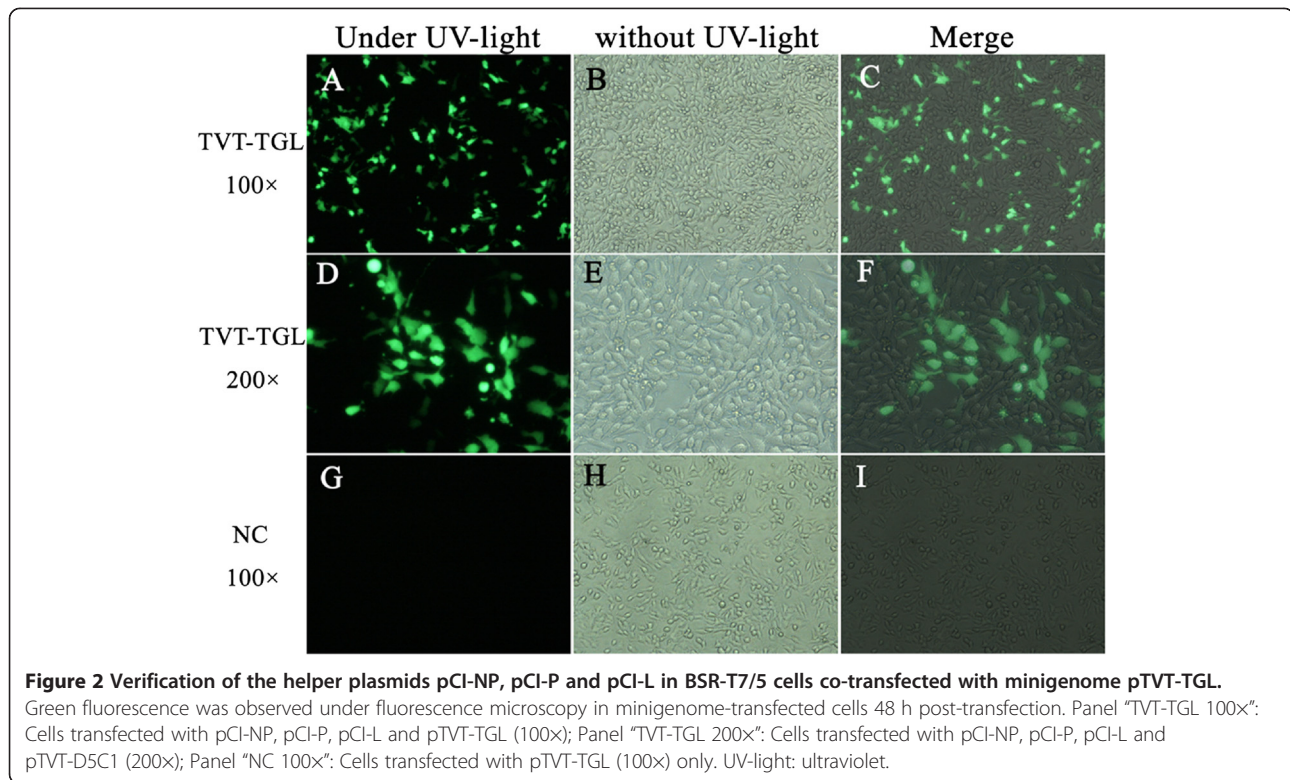 Under UV-light without UV-light Merge
A B C
TVT-TGL
100×
D E F
TVT-TGL
200×
G H I
NC
100×
Figure 2 Verification of the helper plasmids pCI-NP, pCI-P and pCI-L in BSR-T7/5 cells co-transfected with minigenome pTVT-TGL.
Green fluorescence was observed under fluorescence microscopy in minigenome-transfected cells 48 h post-transfection. Panel “TVT-TGL 100×”:
Cells transfected with pCI-NP, pCI-P, pCI-L and pTVT-TGL (100×); Panel “TVT-TGL 200×”: Cells transfected with pCI-NP, pCI-P, pCI-L and
pTVT-D5C1 (200×); Panel “NC 100×”: Cells transfected with pTVT-TGL (100×) only. UV-light: ultraviolet.